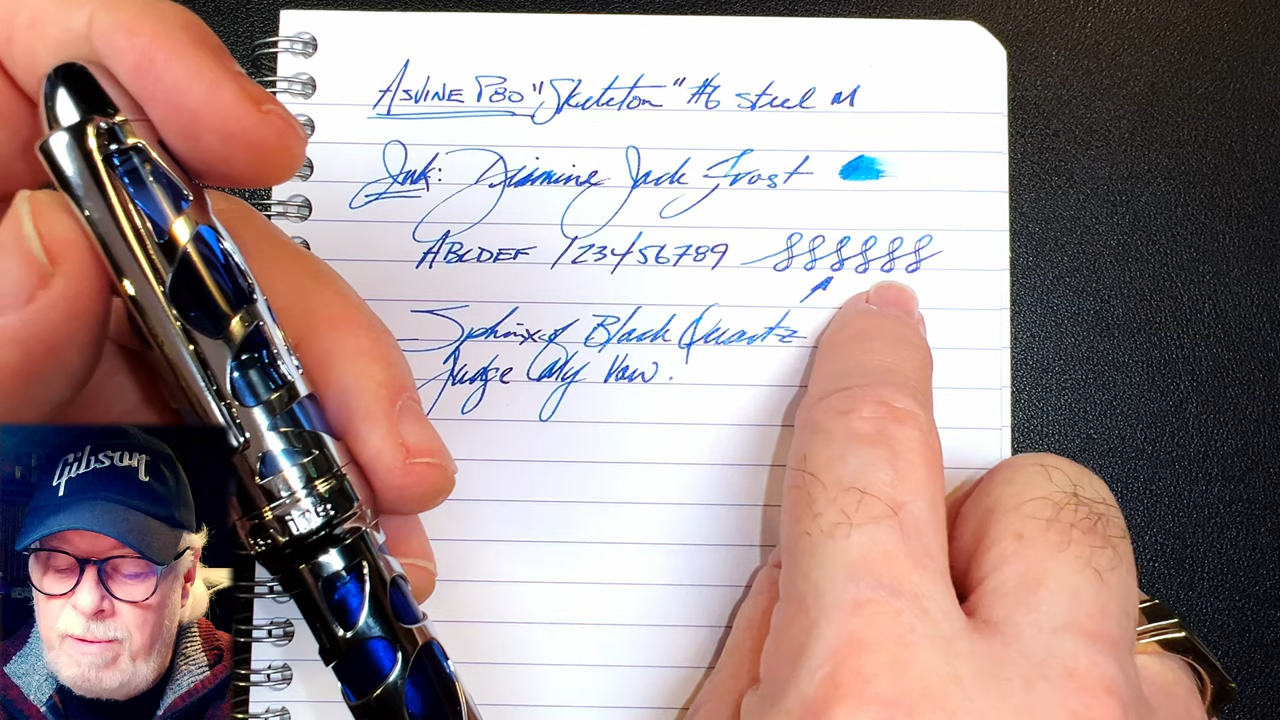 ASVINE P80 "Skeleton" #6 steel M
Ink: Diamine Jack Frost
ABCDEF 123456789 888888
Sphinx of Black Quartz
Judge My Vow.
Gibson